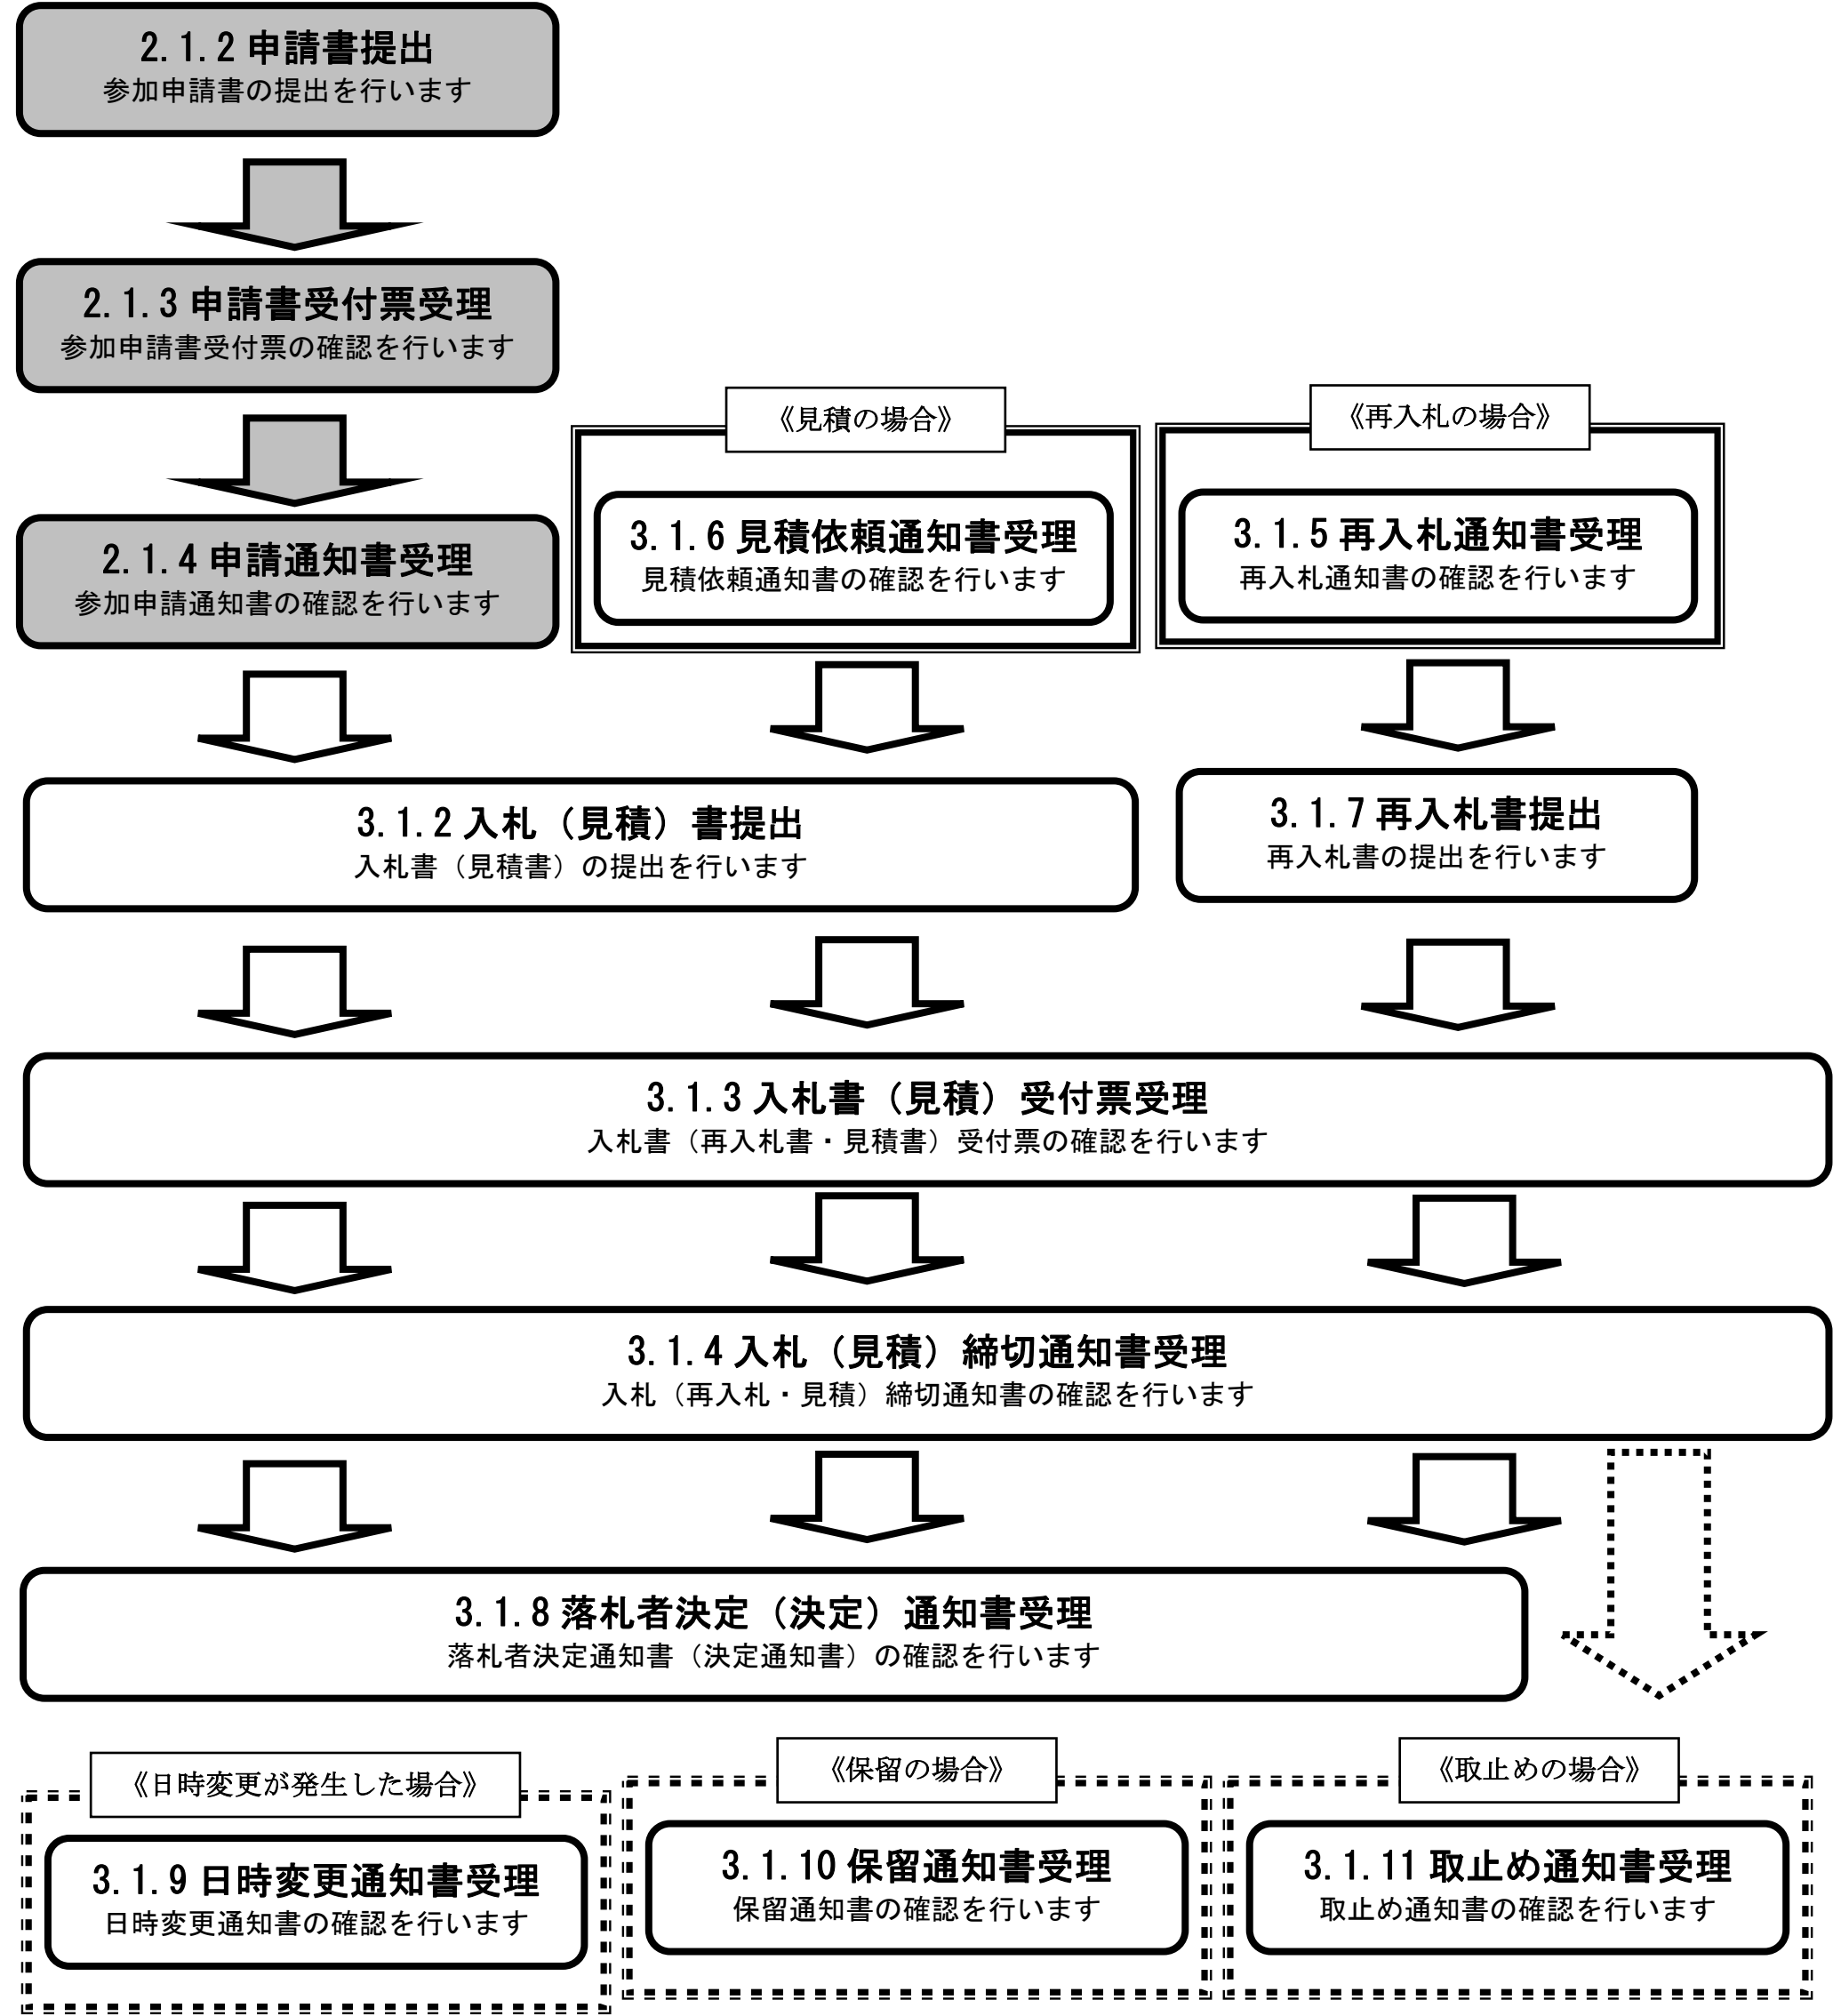 2.1.2 申請書提出
参加申請書の提出を行います
2.1.3 申請書受付票受理
参加申請書受付票の確認を行います
2.1.4 申請通知書受理
参加申請通知書の確認を行います
《見積の場合》
3.1.6 見積依頼通知書受理
見積依頼通知書の確認を行います
《再入札の場合》
3.1.5 再入札通知書受理
再入札通知書の確認を行います
3.1.2 入札（見積）書提出
入札書（見積書）の提出を行います
3.1.7 再入札書提出
再入札書の提出を行います
3.1.3 入札書（見積）受付票受理
入札書（再入札書・見積書）受付票の確認を行います
3.1.4 入札（見積）締切通知書受理
入札（再入札・見積）締切通知書の確認を行います
3.1.8 落札者決定（決定）通知書受理
落札者決定通知書（決定通知書）の確認を行います
《日時変更が発生した場合》
3.1.9 日時変更通知書受理
日時変更通知書の確認を行います
《保留の場合》
3.1.10 保留通知書受理
保留通知書の確認を行います
《取止めの場合》
3.1.11 取止め通知書受理
取止め通知書の確認を行います